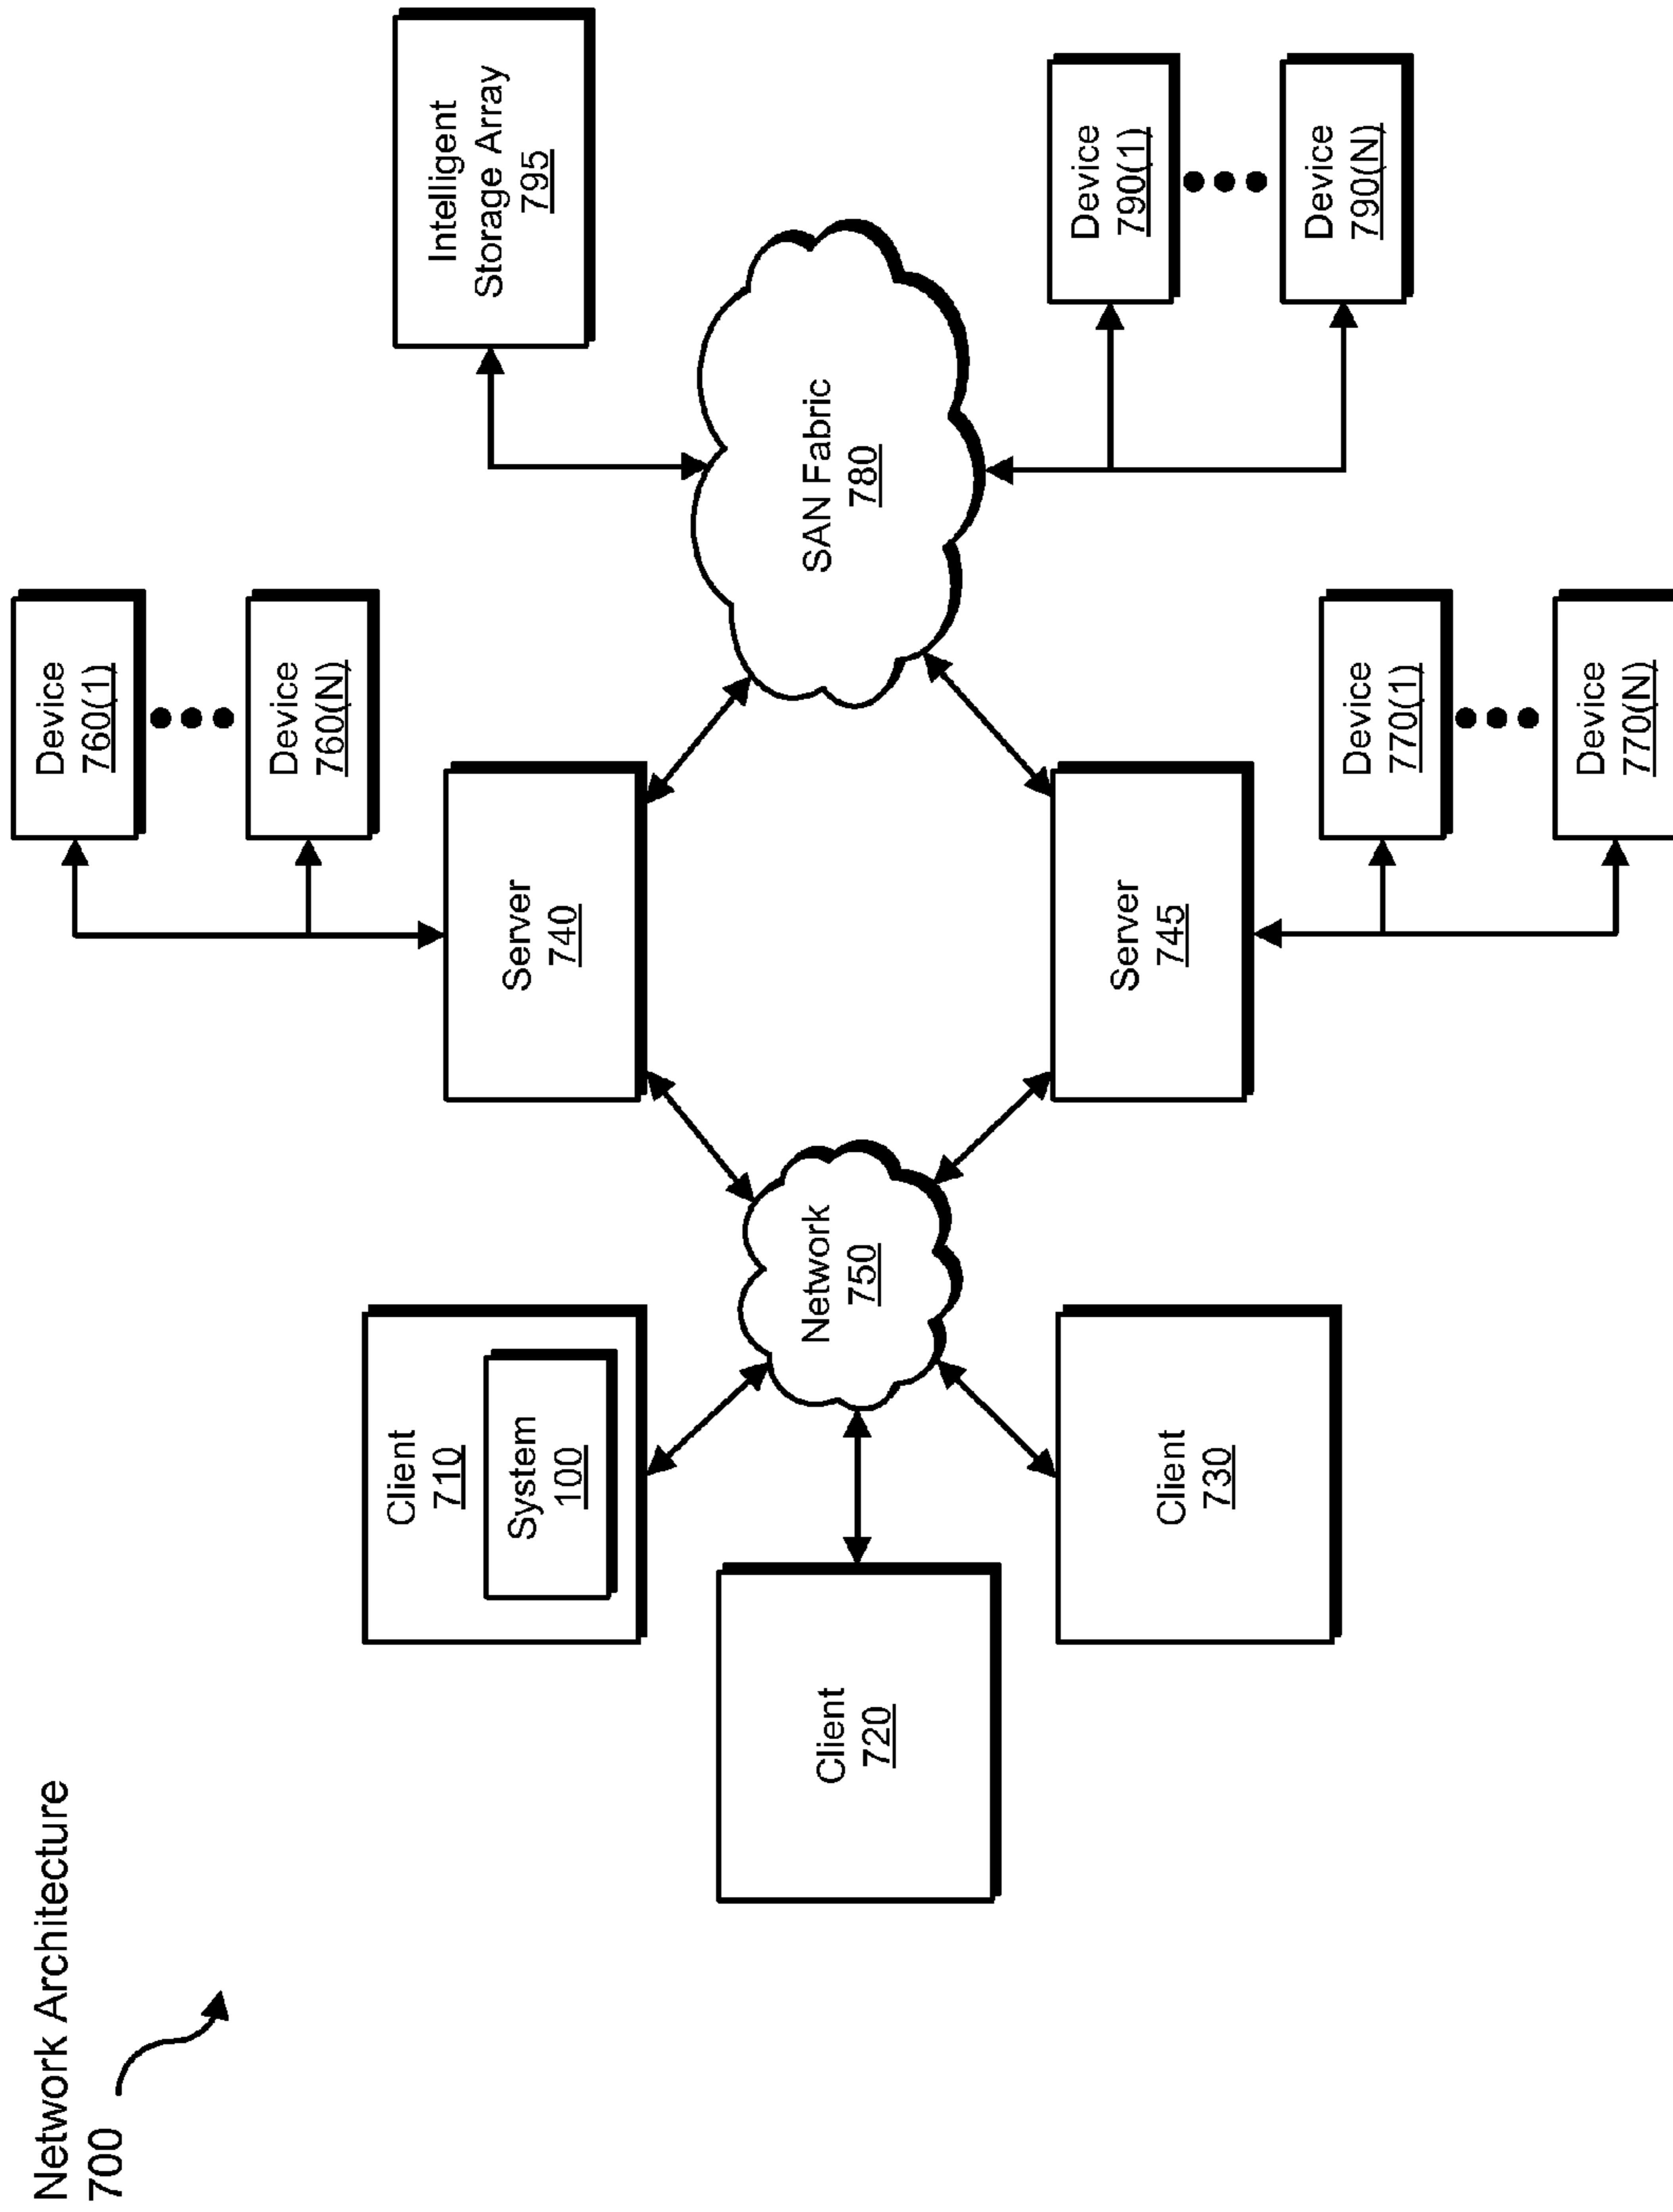 Network Architecture
700
Device
760(1)
Device
760(N)
Client
710
System
100
Server
740
Intelligent
Storage Array
795
Client
720
Network
750
SAN Fabric
780
Client
730
Server
745
Device
790(1)
Device
790(N)
Device
770(1)
Device
770(N)